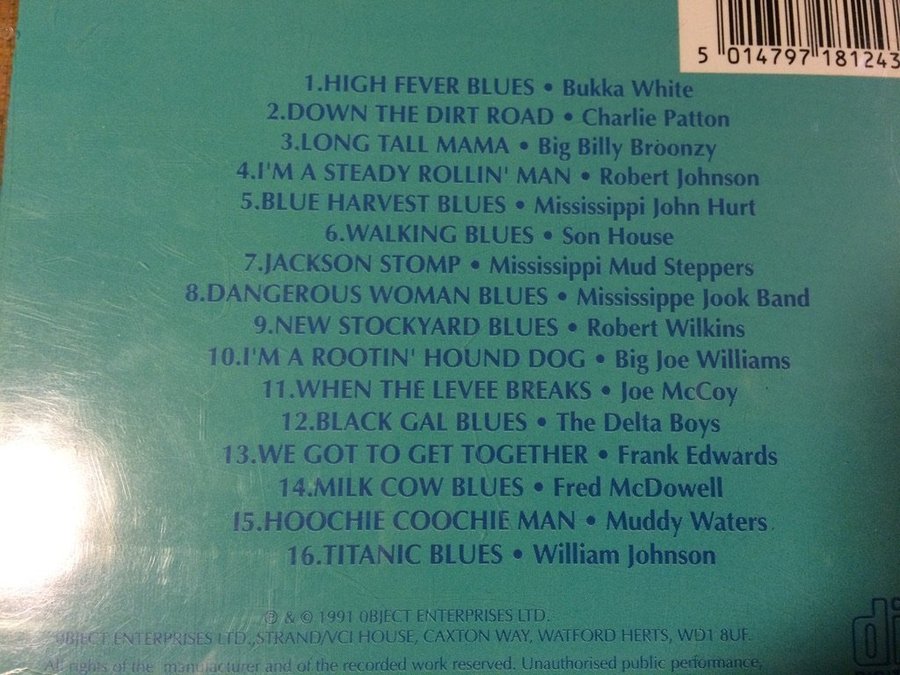 5 014797 181243
1.HIGH FEVER BLUES • Bukka White
2.DOWN THE DIRT ROAD • Charlie Patton
3.LONG TALL MAMA • Big Billy Broonzy
4.I'M A STEADY ROLLIN' MAN • Robert Johnson
5.BLUE HARVEST BLUES • Mississippi John Hurt
6.WALKING BLUES • Son House
7.JACKSON STOMP • Mississippi Mud Steppers
8.DANGEROUS WOMAN BLUES • Mississippe Jook Band
9.NEW STOCKYARD BLUES • Robert Wilkins
10.I'M A ROOTIN' HOUND DOG • Big Joe Williams
11.WHEN THE LEVEE BREAKS • Joe McCoy
12.BLACK GAL BLUES • The Delta Boys
13.WE GOT TO GET TOGETHER • Frank Edwards
14.MILK COW BLUES • Fred McDowell
15.HOOCHIE COOCHIE MAN • Muddy Waters
16.TITANIC BLUES • William Johnson
℗ & © 1991 0BJECT ENTERPRISES LTD.
0BJECT ENTERPRISES LTD.,STRAND/VCI HOUSE, CAXTON WAY, WATFORD HERTS, WD1 8UF.
All rights of the manufacturer and of the recorded work reserved. Unauthorised public performance,